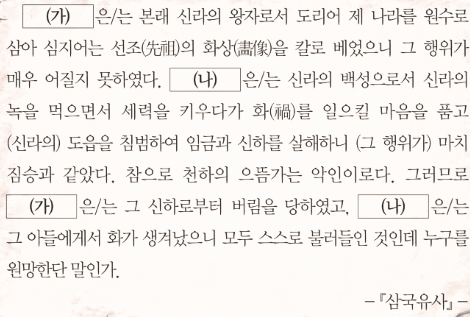 (가) 은/는 본래 신라의 왕자로서 도리어 제 나라를 원수로
삼아 심지어는 선조(先祖)의 화상(畵像)을 칼로 베었으니 그 행위가
매우 어질지 못하였다. (나) 은/는 신라의 백성으로서 신라의
녹을 먹으면서 세력을 키우다가 화(禍)를 일으킬 마음을 품고
(신라의) 도읍을 침범하여 임금과 신하를 살해하니 (그 행위가) 마치
짐승과 같았다. 참으로 천하의 으뜸가는 악인이로다. 그러므로
(가) 은/는 그 신하로부터 버림을 당하였고, (나) 은/는
그 아들에게서 화가 생겨났으니 모두 스스로 불러들인 것인데 누구를
원망한단 말인가.
- 『삼국유사』 -